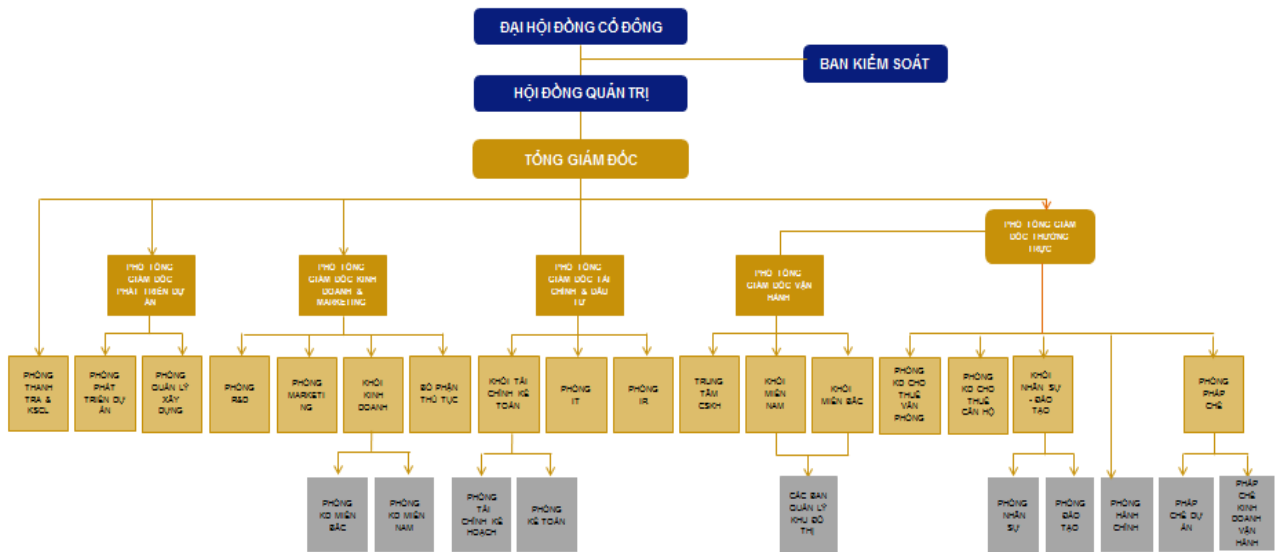 ĐẠI HỘI ĐỒNG CỔ ĐÔNG
BAN KIỂM SOÁT
HỘI ĐỒNG QUẢN TRỊ
TỔNG GIÁM ĐỐC
PHÓ TỔNG GIÁM
ĐỐC THƯỜNG
TRỰC
PHÓ TỔNG
GIÁM ĐỐC
PHÁT TRIỂN DỰ
ÁN
PHÓ TỔNG
GIÁM ĐỐC KINH
DOANH &
MARKETING
PHÓ TỔNG
GIÁM ĐỐC TÀI
CHÍNH & ĐẦU
TƯ
PHÓ TỔNG
GIÁM ĐỐC VẬN
HÀNH
PHÒNG
THANH
TRA &
KSCL
PHÒNG
PHÁT
TRIỂN DỰ
ÁN
PHÒNG
QUẢN LÝ
XÂY
DỰNG
PHÒNG
R&D
PHÒNG
MARKETI
NG
KHỐI
KINH
DOANH
BỘ PHẬN
THỦ TỤC
KHỐI TÀI
CHÍNH KẾ
TOÁN
PHÒNG
IT
PHÒNG
IR
TRUNG
TÂM
CSKH
KHỐI
MIỀN
NAM
KHỐI
MIỀN BẮC
PHÒNG
KD CHO
THUÊ
VĂN
PHÒNG
PHÒNG
KD CHO
THUÊ
CĂN HỘ
KHỐI
NHÂN SỰ
- ĐÀO
TẠO
PHÒNG
PHÁP
CHẾ
PHÒNG
KD MIỀN
BẮC
PHÒNG
KD MIỀN
NAM
PHÒNG
TÀI
CHÍNH KẾ
HOẠCH
PHÒNG
KẾ TOÁN
CÁC BAN
QUẢN LÝ
KHU ĐÔ
THỊ
PHÒNG
NHÂN
SỰ
PHÒNG
ĐÀO
TẠO
PHÒNG
HÀNH
CHÍNH
PHÁP
CHẾ DỰ
ÁN
PHÁP
CHẾ
KINH
DOANH
VẬN
HÀNH